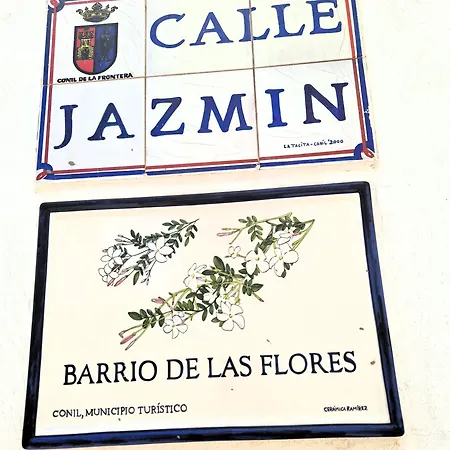 CALLE
CONIL DE LA FRONTERA
JAZMIN
LA TACITA - CONIL '2000
BARRIO DE LAS FLORES
CONIL, MUNICIPIO TURÍSTICO
CERÁMICA RAMÍREZ